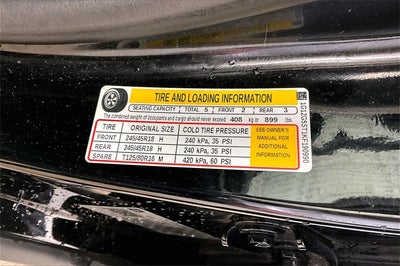 TIRE AND LOADING INFORMATION
SEATING CAPACITY TOTAL 5 FRONT 2 REAR 3
The combined weight of occupants and cargo should never exceed 408 kg or 899 lbs.
TIRE ORIGINAL SIZE COLD TIRE PRESSURE
FRONT 245/45R18 H 240 kPa, 35 PSI
REAR 245/45R18 H 240 kPa, 35 PSI
SPARE T125/80R16 M 420 kPa, 60 PSI
SEE OWNER'S
MANUAL FOR
ADDITIONAL
INFORMATION